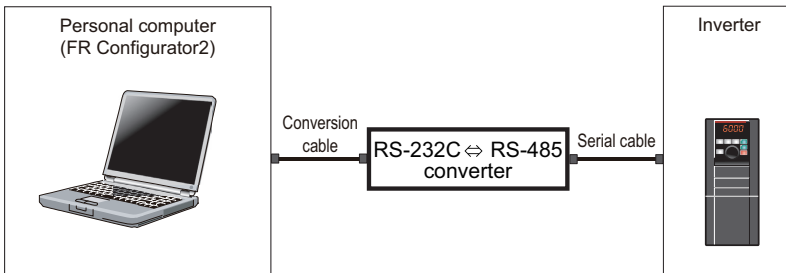 Personal computer
(FR Configurator2)
Inverter
Conversion
cable
RS-232C ⇔ RS-485
converter
Serial cable
6000